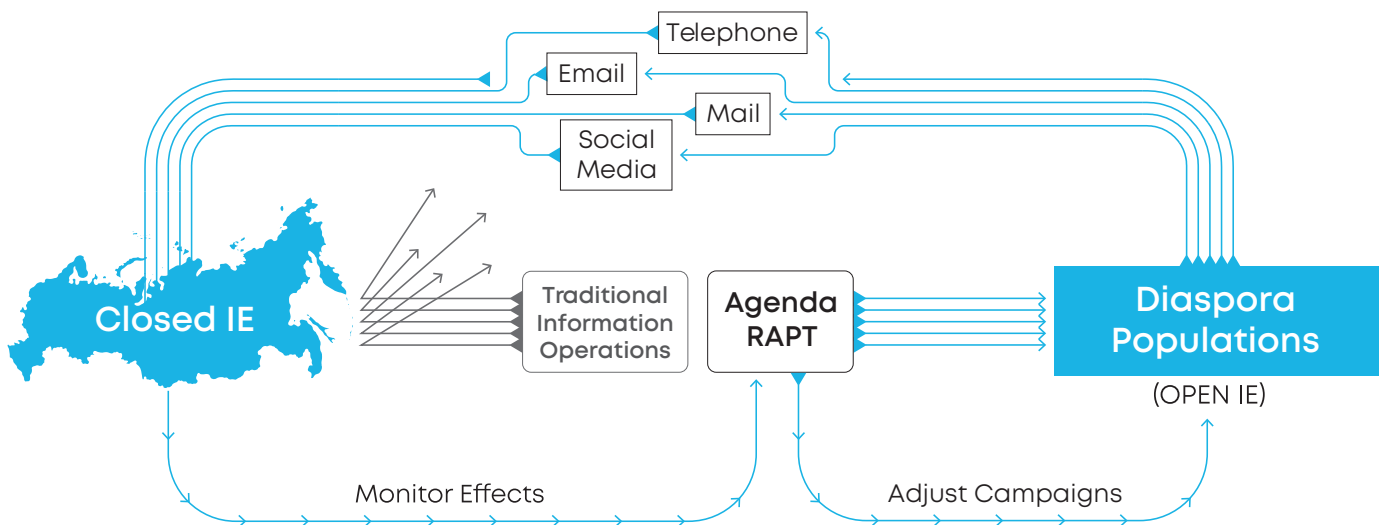 Telephone
Email
Mail
Social
Media
Closed IE
Traditional
Information
Operations
Agenda
RAPT
Diaspora
Populations
(OPEN IE)
Monitor Effects
Adjust Campaigns